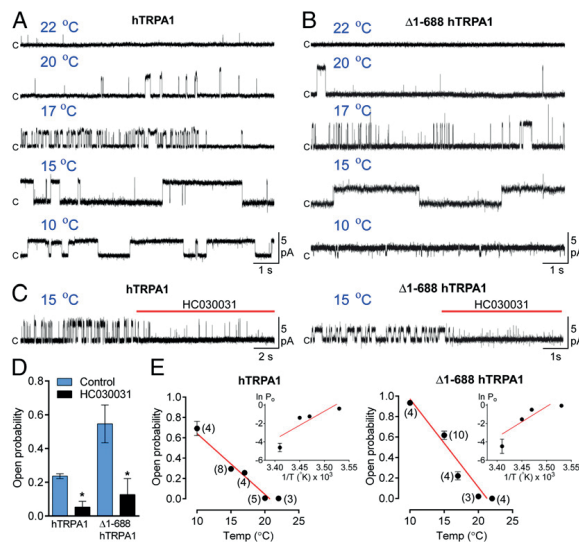 A
hTRPA1
22 °C
C
20 °C
C
17 °C
C
15 °C
C
10 °C
C
5
pA
1 s
B
Δ1-688 hTRPA1
22 °C
C
20 °C
C
17 °C
C
15 °C
C
10 °C
C
5
pA
1 s
C
15 °C
hTRPA1
HC030031
C
5
pA
2 s
15 °C
Δ1-688 hTRPA1
HC030031
C
5
pA
1s
D
Control
HC030031
Open probability
0.8
0.6
0.4
0.2
0.0
*
*
hTRPA1
Δ1-688
hTRPA1
E
hTRPA1
Open probability
1.0
0.8
0.6
0.4
0.2
0.0
(4)
(8)
(4)
(5)
(3)
10
15
20
25
Temp (°C)
ln Po
0
-2
-4
-6
3.40
3.45
3.50
3.55
1/T (°K) x 10³
Δ1-688 hTRPA1
Open probability
1.0
0.8
0.6
0.4
0.2
0.0
(4)
(10)
(4)
(3)
(4)
10
15
20
25
Temp (°C)
ln Po
0
-2
-4
-6
3.40
3.45
3.50
3.55
1/T (°K) x 10³